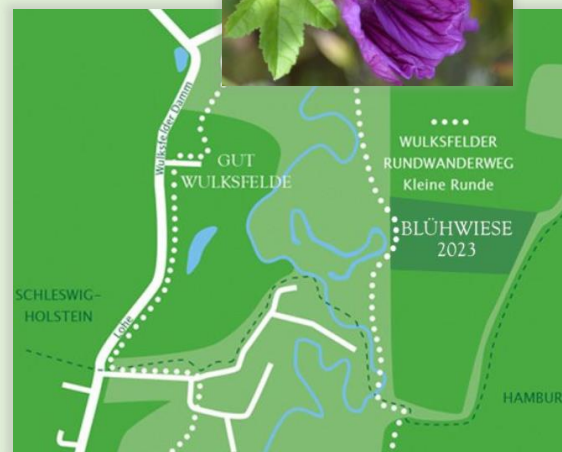 Wulksfelder Damm
GUT
WULKSFELDE
WULKSFELDER
RUNDWANDERWEG
Kleine Runde
BLÜHWIESE
2023
SCHLESWIG-
HOLSTEIN
Lohe
HAMBUR